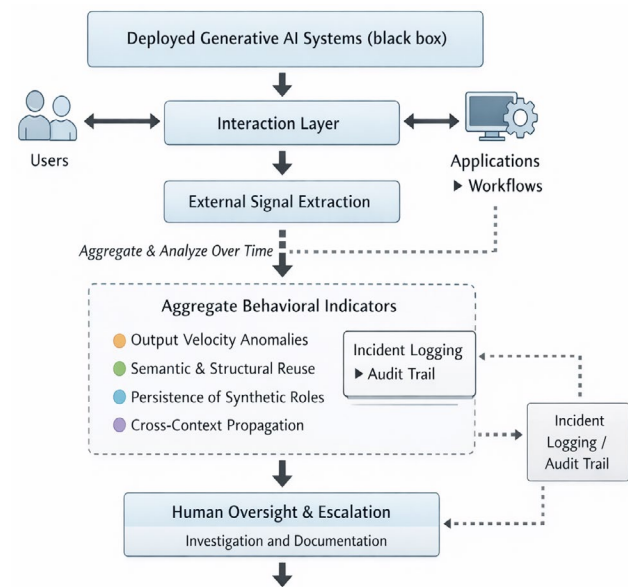 Deployed Generative AI Systems (black box)
Users
Interaction Layer
Applications
▶ Workflows
External Signal Extraction
Aggregate & Analyze Over Time
Aggregate Behavioral Indicators
Output Velocity Anomalies
Semantic & Structural Reuse
Persistence of Synthetic Roles
Cross-Context Propagation
Incident Logging
▶ Audit Trail
Incident
Logging /
Audit Trail
Human Oversight & Escalation
Investigation and Documentation